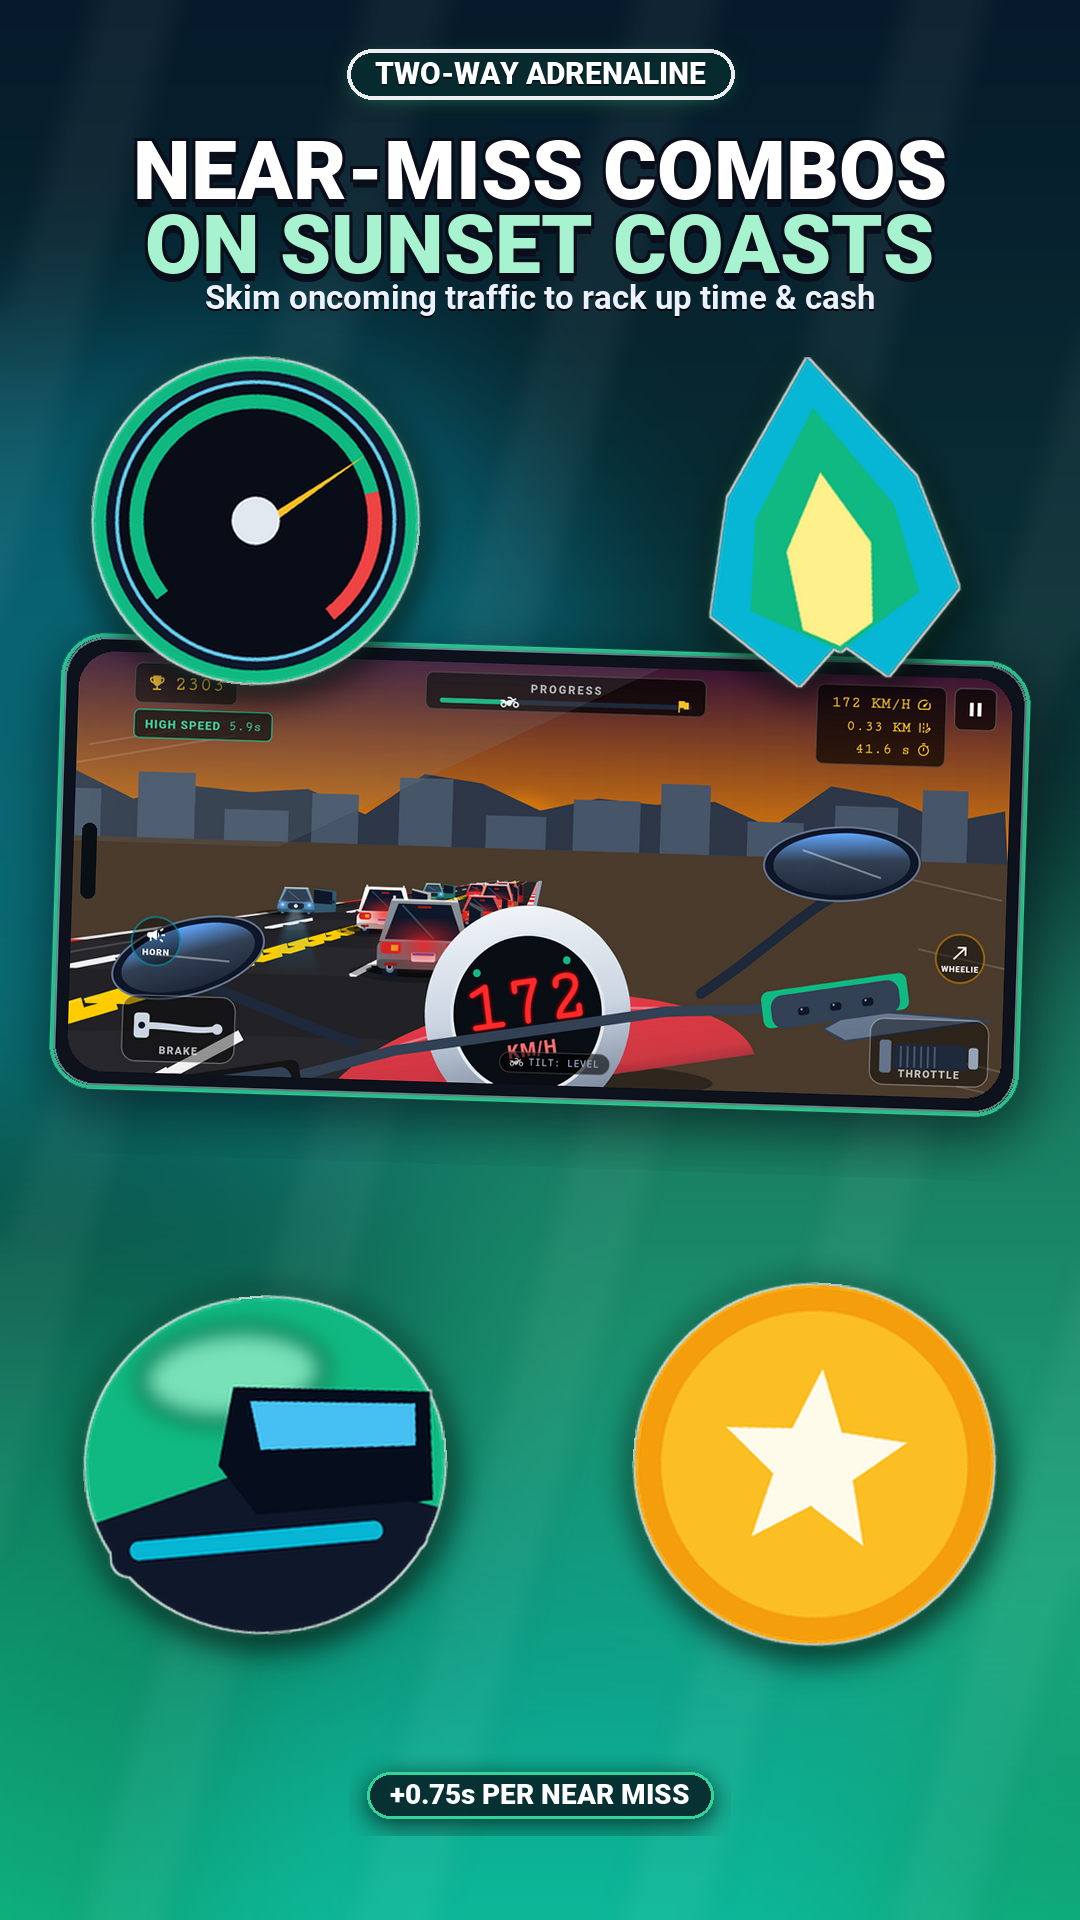 TWO-WAY ADRENALINE
NEAR-MISS COMBOS
ON SUNSET COASTS
Skim oncoming traffic to rack up time & cash
2303
HIGH SPEED 5.9s
PROGRESS
172 KM/H
0.33 KM
41.6 s
HORN
WHEELIE
172
KM/H
TILT: LEVEL
BRAKE
THROTTLE
+0.75s PER NEAR MISS